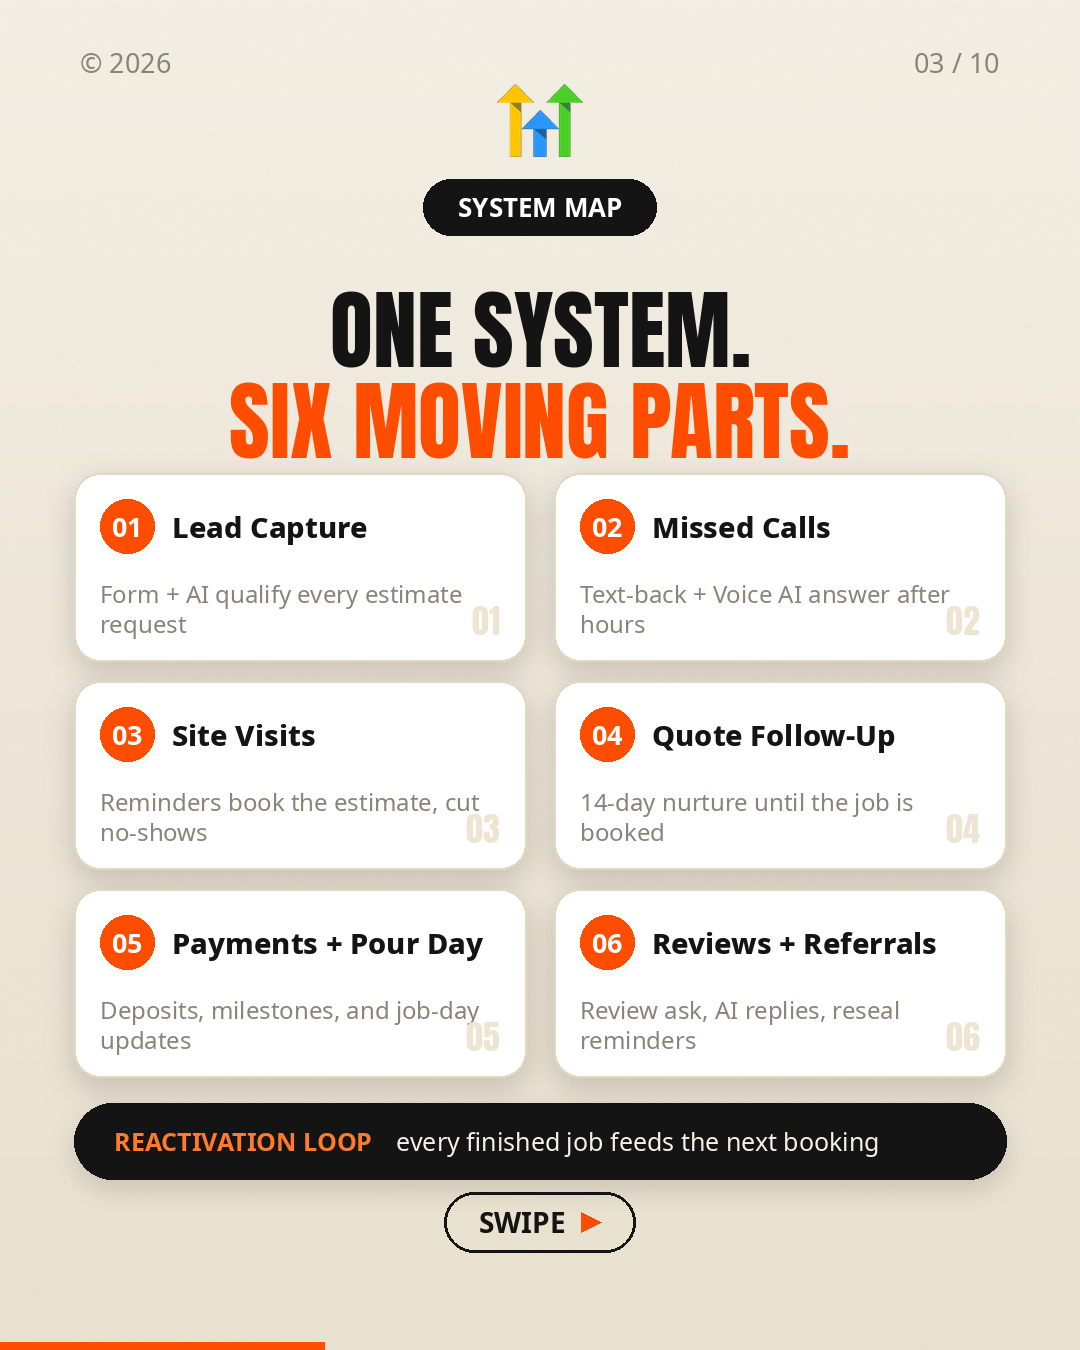 © 2026
03 / 10
SYSTEM MAP
ONE SYSTEM.
SIX MOVING PARTS.
01 Lead Capture
Form + AI qualify every estimate
request
01
02 Missed Calls
Text-back + Voice AI answer after
hours
02
03 Site Visits
Reminders book the estimate, cut
no-shows
03
04 Quote Follow-Up
14-day nurture until the job is
booked
04
05 Payments + Pour Day
Deposits, milestones, and job-day
updates
05
06 Reviews + Referrals
Review ask, AI replies, reseal
reminders
06
REACTIVATION LOOP every finished job feeds the next booking
SWIPE